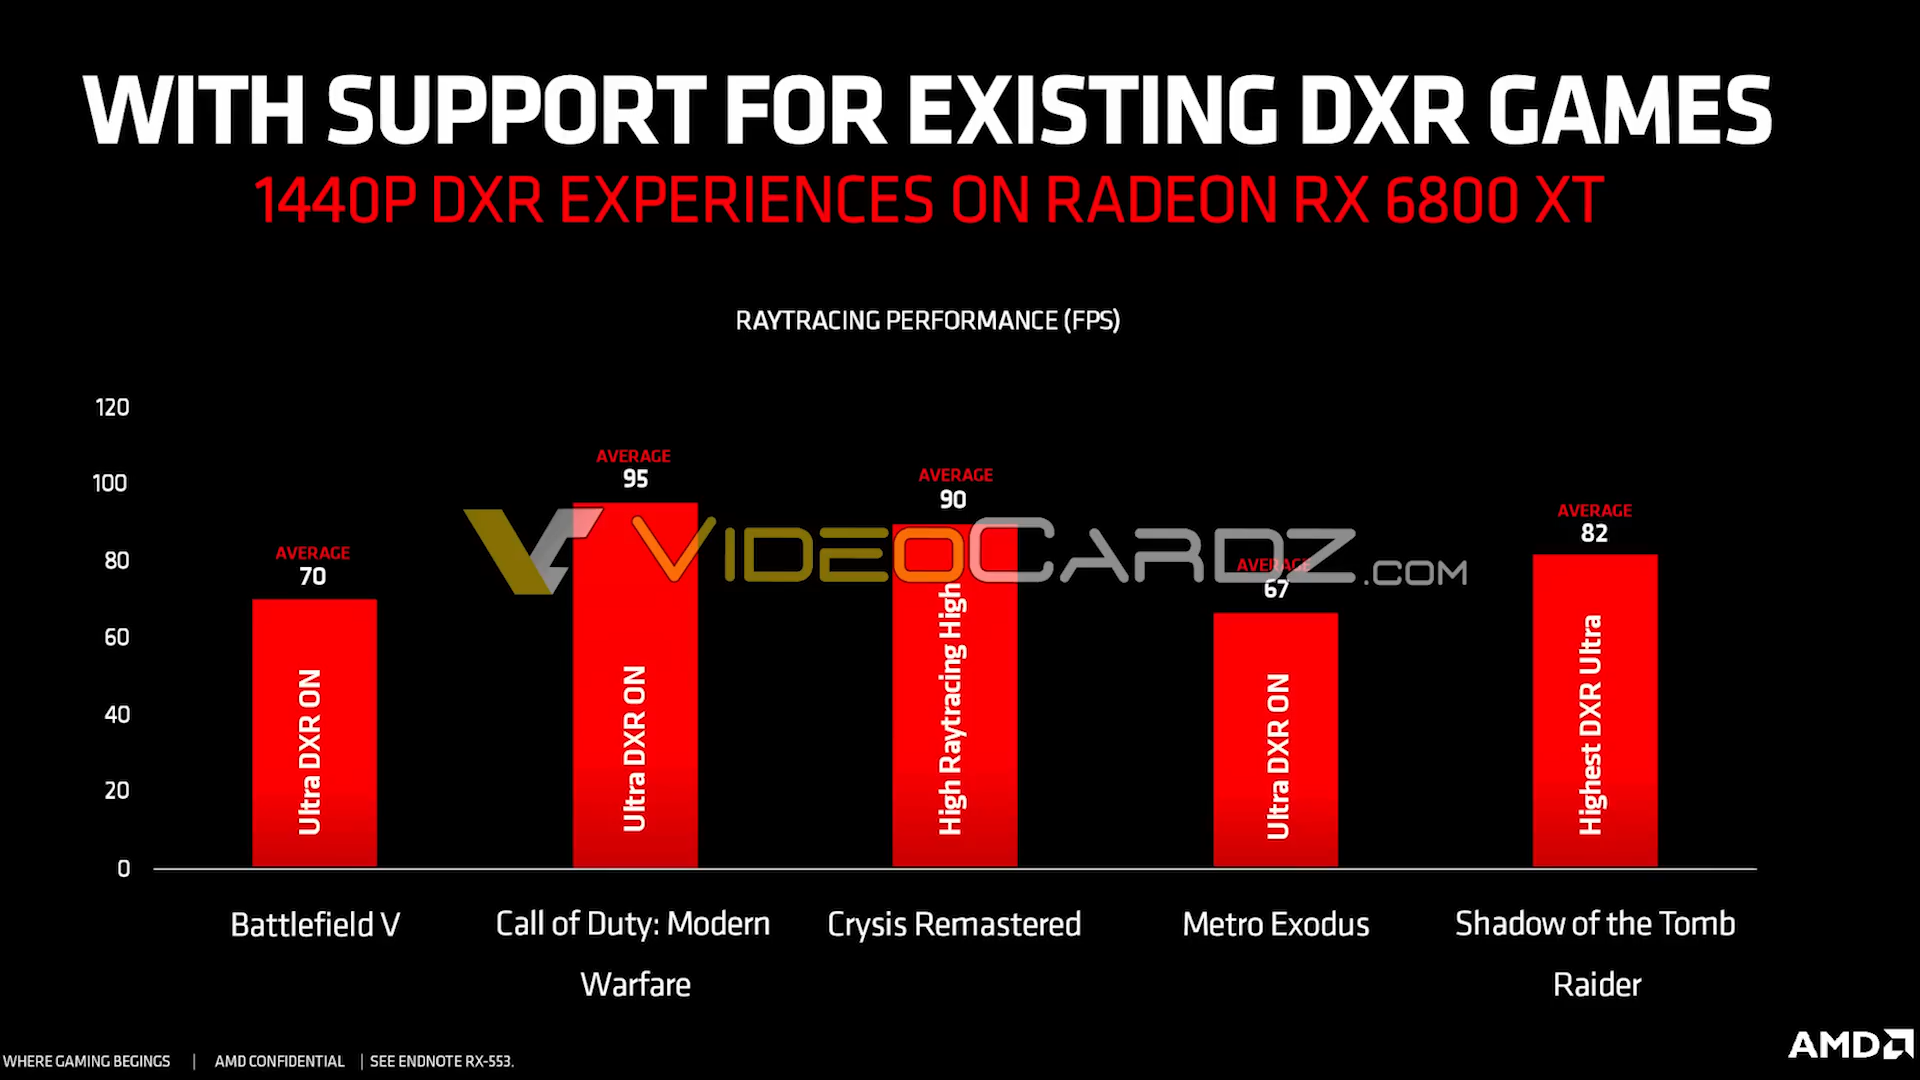 WITH SUPPORT FOR EXISTING DXR GAMES
1440P DXR EXPERIENCES ON RADEON RX 6800 XT
RAYTRACING PERFORMANCE (FPS)
120
100
80
60
40
20
0
AVERAGE
70
Ultra DXR ON
AVERAGE
95
Ultra DXR ON
AVERAGE
90
High Raytracing High
AVERAGE
67
Ultra DXR ON
AVERAGE
82
Highest DXR Ultra
VIDEOCARDZ.COM
Battlefield V
Call of Duty: Modern
Warfare
Crysis Remastered
Metro Exodus
Shadow of the Tomb
Raider
WHERE GAMING BEGINGS | AMD CONFIDENTIAL | SEE ENDNOTE RX-553.
AMD